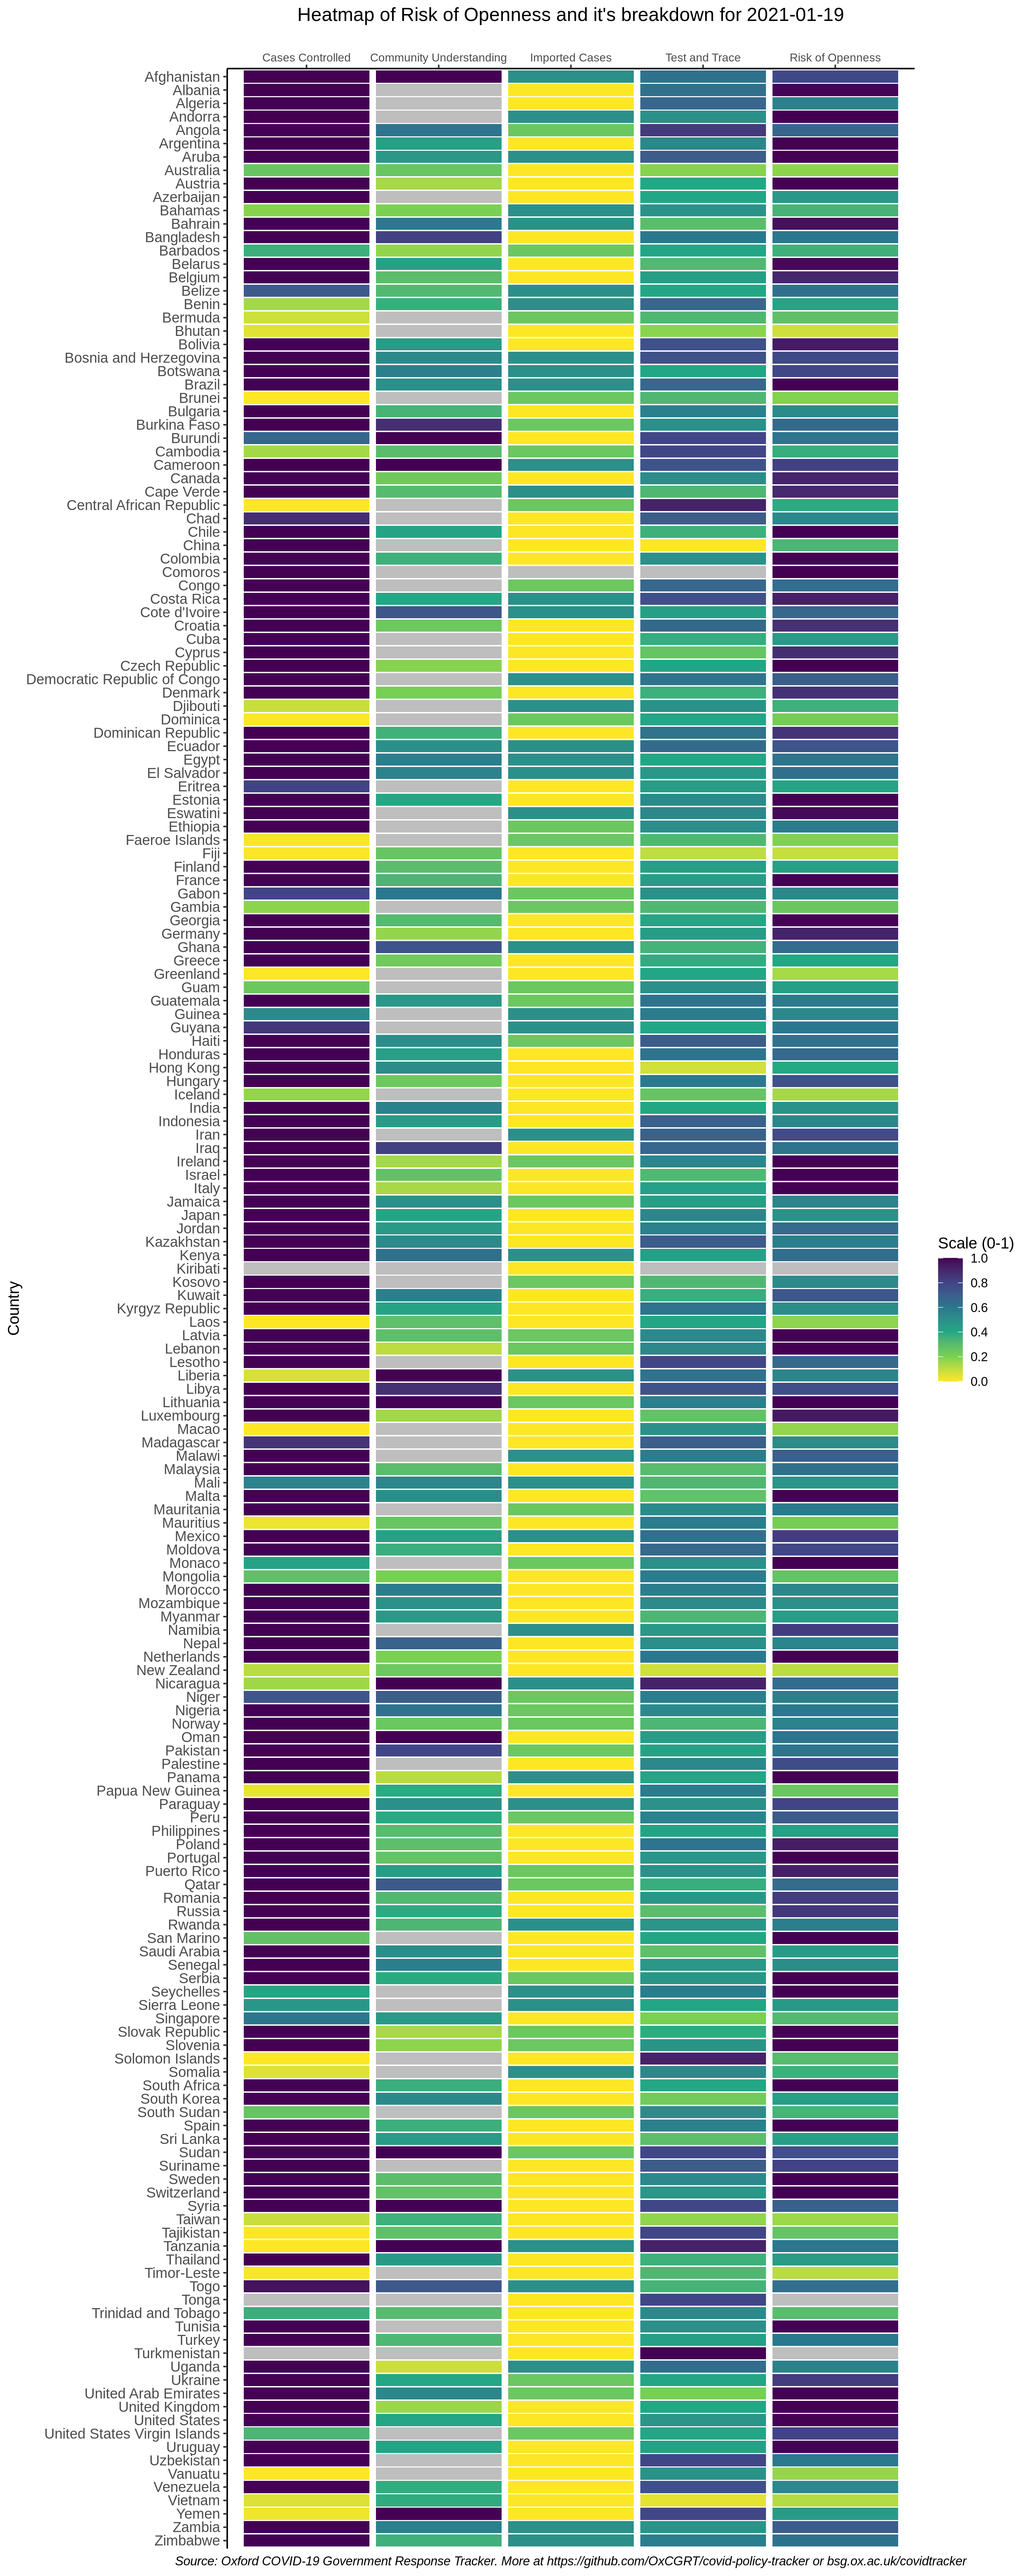 Heatmap of Risk of Openness and it's breakdown for 2021-01-19
Cases Controlled Community Understanding Imported Cases Test and Trace Risk of Openness
Afghanistan
Albania
Algeria
Andorra
Angola
Argentina
Aruba
Australia
Austria
Azerbaijan
Bahamas
Bahrain
Bangladesh
Barbados
Belarus
Belgium
Belize
Benin
Bermuda
Bhutan
Bolivia
Bosnia and Herzegovina
Botswana
Brazil
Brunei
Bulgaria
Burkina Faso
Burundi
Cambodia
Cameroon
Canada
Cape Verde
Central African Republic
Chad
Chile
China
Colombia
Comoros
Congo
Costa Rica
Cote d'Ivoire
Croatia
Cuba
Cyprus
Czech Republic
Democratic Republic of Congo
Denmark
Djibouti
Dominica
Dominican Republic
Ecuador
Egypt
El Salvador
Eritrea
Estonia
Eswatini
Ethiopia
Faeroe Islands
Fiji
Finland
France
Gabon
Gambia
Georgia
Germany
Ghana
Greece
Greenland
Guam
Guatemala
Guinea
Guyana
Haiti
Honduras
Hong Kong
Hungary
Iceland
India
Indonesia
Iran
Iraq
Ireland
Israel
Italy
Jamaica
Japan
Jordan
Kazakhstan
Kenya
Kiribati
Kosovo
Kuwait
Kyrgyz Republic
Laos
Latvia
Lebanon
Lesotho
Liberia
Libya
Lithuania
Luxembourg
Macao
Madagascar
Malawi
Malaysia
Mali
Malta
Mauritania
Mauritius
Mexico
Moldova
Monaco
Mongolia
Morocco
Mozambique
Myanmar
Namibia
Nepal
Netherlands
New Zealand
Nicaragua
Niger
Nigeria
Norway
Oman
Pakistan
Palestine
Panama
Papua New Guinea
Paraguay
Peru
Philippines
Poland
Portugal
Puerto Rico
Qatar
Romania
Russia
Rwanda
San Marino
Saudi Arabia
Senegal
Serbia
Seychelles
Sierra Leone
Singapore
Slovak Republic
Slovenia
Solomon Islands
Somalia
South Africa
South Korea
South Sudan
Spain
Sri Lanka
Sudan
Suriname
Sweden
Switzerland
Syria
Taiwan
Tajikistan
Tanzania
Thailand
Timor-Leste
Togo
Tonga
Trinidad and Tobago
Tunisia
Turkey
Turkmenistan
Uganda
Ukraine
United Arab Emirates
United Kingdom
United States
United States Virgin Islands
Uruguay
Uzbekistan
Vanuatu
Venezuela
Vietnam
Yemen
Zambia
Zimbabwe
Country
Scale (0-1)
1.0
0.8
0.6
0.4
0.2
0.0
Source: Oxford COVID-19 Government Response Tracker. More at https://github.com/OxCGRT/covid-policy-tracker or bsg.ox.ac.uk/covidtracker